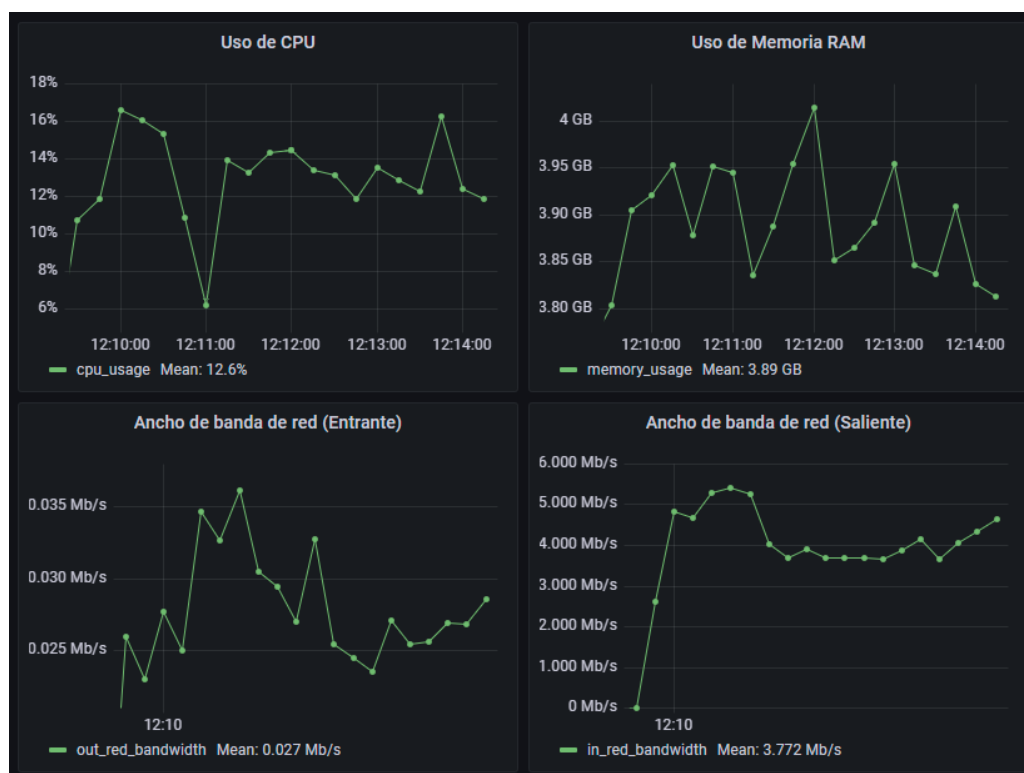 Uso de CPU
18%
16%
14%
12%
10%
8%
6%
12:10:00 12:11:00 12:12:00 12:13:00 12:14:00
cpu_usage Mean: 12.6%
Uso de Memoria RAM
4 GB
3.95 GB
3.90 GB
3.85 GB
3.80 GB
12:10:00 12:11:00 12:12:00 12:13:00 12:14:00
memory_usage Mean: 3.89 GB
Ancho de banda de red (Entrante)
0.035 Mb/s
0.030 Mb/s
0.025 Mb/s
12:10
out_red_bandwidth Mean: 0.027 Mb/s
Ancho de banda de red (Saliente)
6.000 Mb/s
5.000 Mb/s
4.000 Mb/s
3.000 Mb/s
2.000 Mb/s
1.000 Mb/s
0 Mb/s
12:10
in_red_bandwidth Mean: 3.772 Mb/s